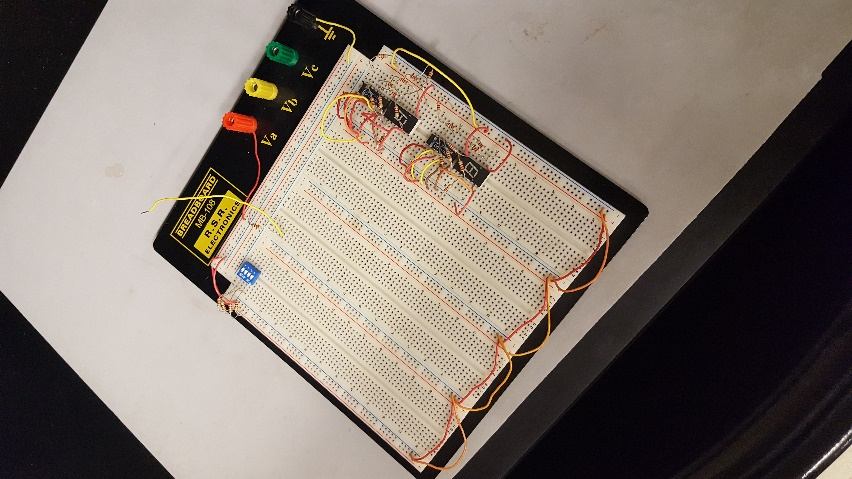 Va
Vb
Vc
BREADBOARD
MB-108
R.S.R.
ELECTRONICS